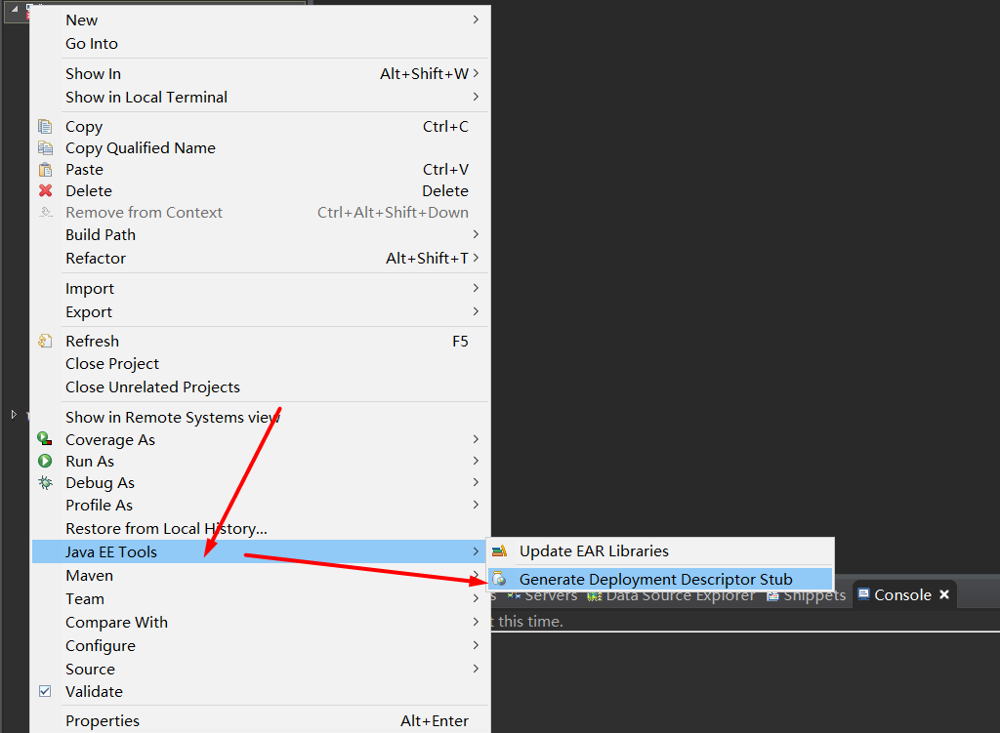 New
Go Into
Show In Alt+Shift+W
Show in Local Terminal
Copy Ctrl+C
Copy Qualified Name
Paste Ctrl+V
Delete Delete
Remove from Context Ctrl+Alt+Shift+Down
Build Path
Refactor Alt+Shift+T
Import
Export
Refresh F5
Close Project
Close Unrelated Projects
Show in Remote Systems view
Coverage As
Run As
Debug As
Profile As
Restore from Local History...
Java EE Tools
Maven
Team
Compare With
Configure
Source
Validate
Properties Alt+Enter
Update EAR Libraries
Generate Deployment Descriptor Stub
Servers Data Source Explorer Snippets Console
this time.